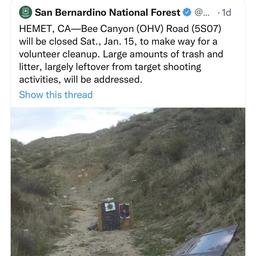 San Bernardino National Forest @... · 1d
HEMET, CA—Bee Canyon (OHV) Road (5S07)
will be closed Sat., Jan. 15, to make way for a
volunteer cleanup. Large amounts of trash and
litter, largely leftover from target shooting
activities, will be addressed.
Show this thread